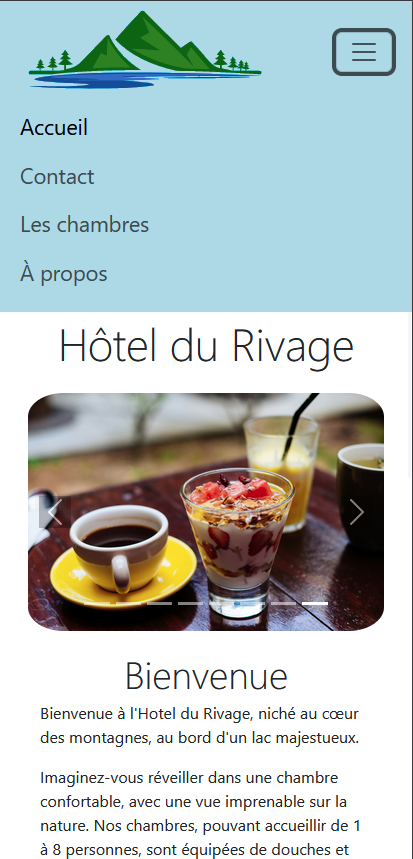 Accueil
Contact
Les chambres
À propos
Hôtel du Rivage
Bienvenue
Bienvenue à l'Hotel du Rivage, niché au cœur
des montagnes, au bord d'un lac majestueux.
Imaginez-vous réveiller dans une chambre
confortable, avec une vue imprenable sur la
nature. Nos chambres, pouvant accueillir de 1
à 8 personnes, sont équipées de douches et